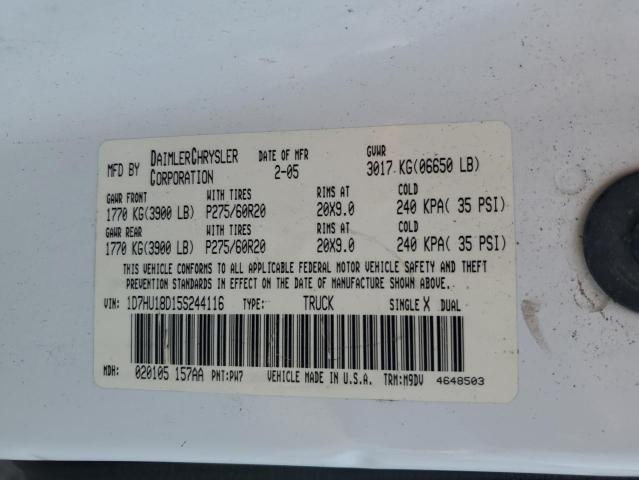 MFD BY DAIMLERCHRYSLER CORPORATION DATE OF MFR 2-05 GVWR 3017 KG(06650 LB)
GAWR FRONT WITH TIRES RIMS AT COLD
1770 KG(3900 LB) P275/60R20 20X9.0 240 KPA( 35 PSI)
GAWR REAR WITH TIRES RIMS AT COLD
1770 KG(3900 LB) P275/60R20 20X9.0 240 KPA( 35 PSI)
THIS VEHICLE CONFORMS TO ALL APPLICABLE FEDERAL MOTOR VEHICLE SAFETY AND THEFT
PREVENTION STANDARDS IN EFFECT ON THE DATE OF MANUFACTURE SHOWN ABOVE.
VIN: 1D7HU18D15S244116 TYPE: TRUCK SINGLE X DUAL
MDH: 020105 157AA PNT:PW7 VEHICLE MADE IN U.S.A. TRM:M9DV 4648503